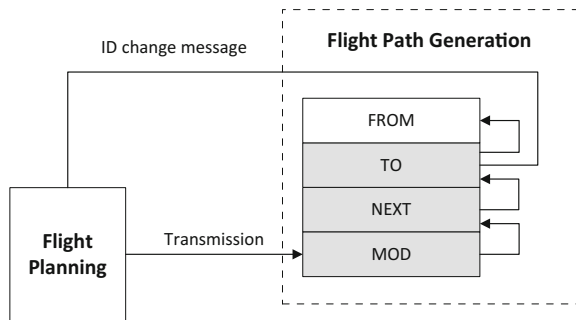 ID change message
Flight Path Generation
FROM
TO
NEXT
MOD
Flight
Planning
Transmission